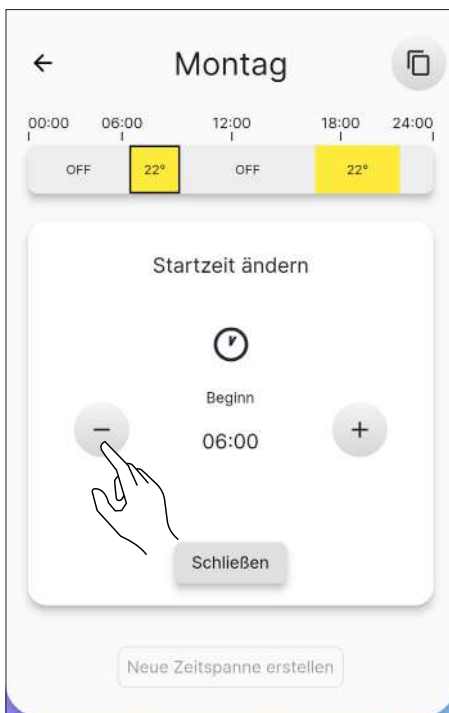 Montag
00:00 06:00 12:00 18:00 24:00
OFF 22° OFF 22°
Startzeit ändern
Beginn
06:00
− +
Schließen
Neue Zeitspanne erstellen